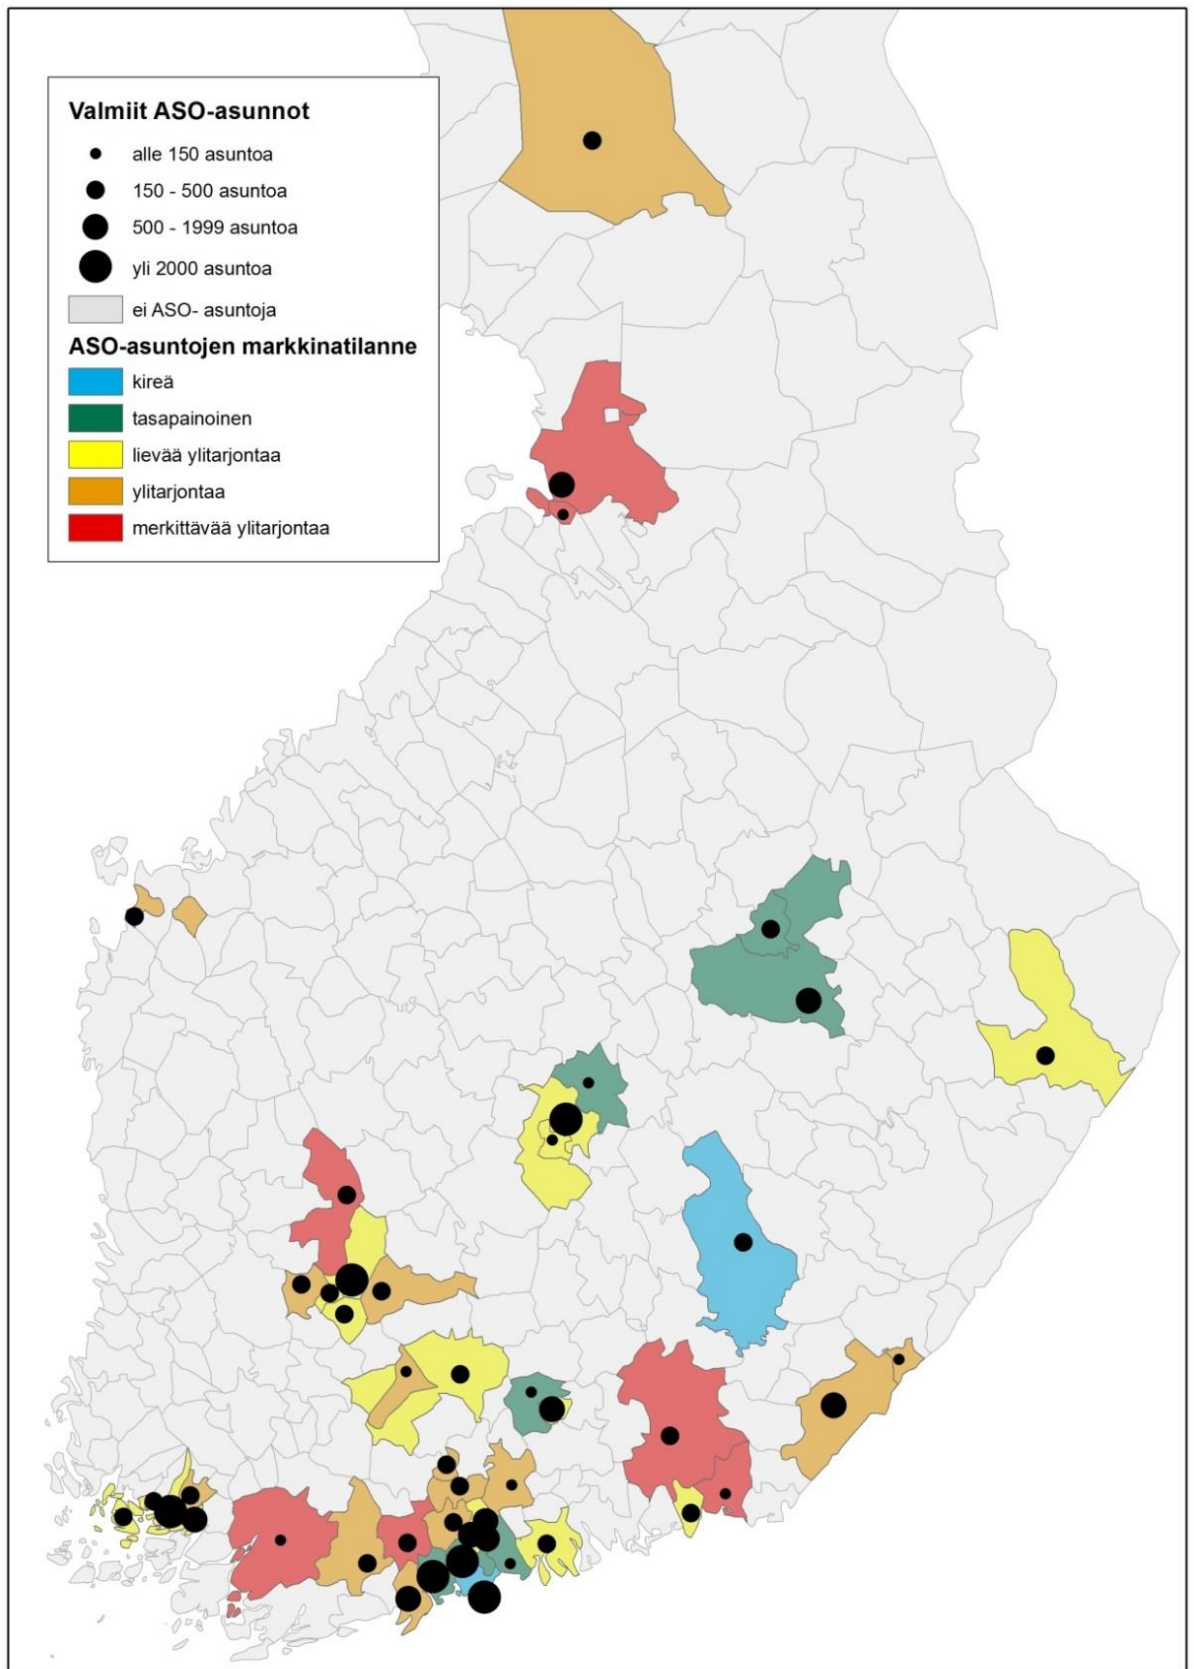 Valmiit ASO-asunnot
alle 150 asuntoa
150 - 500 asuntoa
500 - 1999 asuntoa
yli 2000 asuntoa
ei ASO- asuntoja
ASO-asuntojen markkinatilanne
kireä
tasapainoinen
lievää ylitarjontaa
ylitarjontaa
merkittävää ylitarjontaa